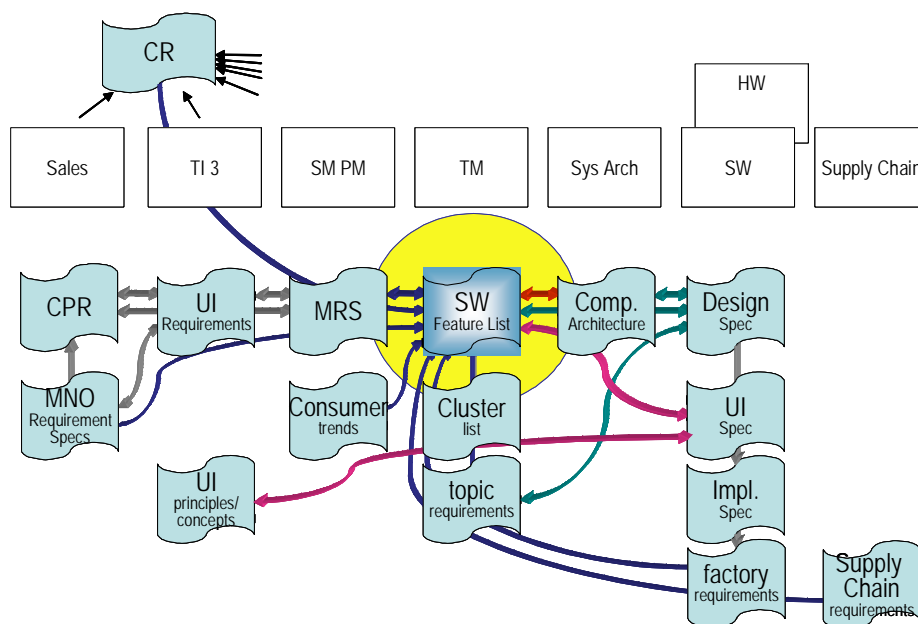 CR
HW
Sales
TI 3
SM PM
TM
Sys Arch
SW
Supply Chain
CPR
UI
Requirements
MRS
SW
Feature List
Comp.
Architecture
Design
Spec
MNO
Requirement
Specs
Consumer
trends
Cluster
list
UI
Spec
UI
principles/
concepts
topic
requirements
Impl.
Spec
factory
requirements
Supply
Chain
requirements